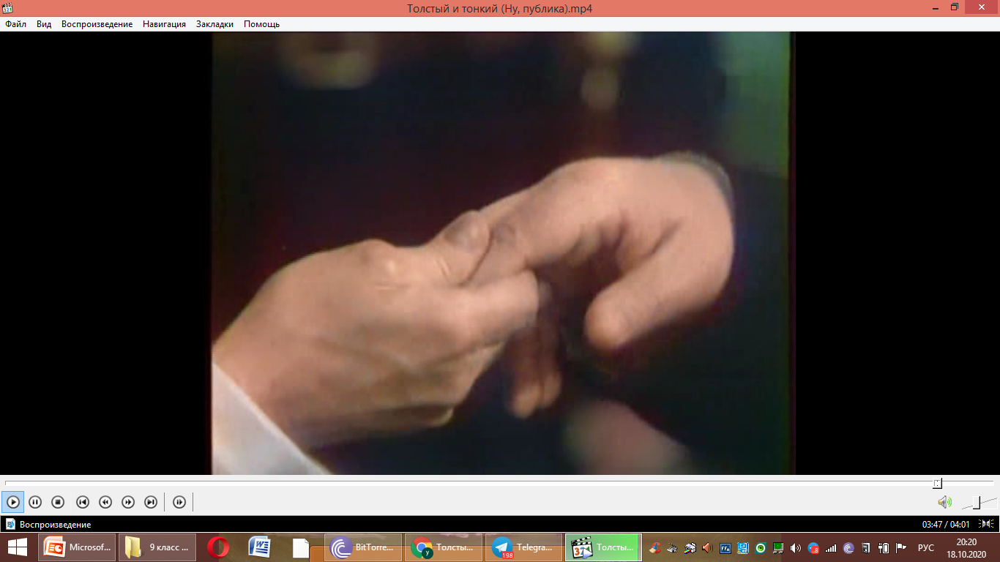 Толстый и тонкий (Ну, публика).mp4
Файл Вид Воспроизведение Навигация Закладки Помощь
Воспроизведение 03:47 / 04:01
Microsof... 9 класс ... BitTorre... Толсты... Telegra... 198 Толсты... РУС 20:20
18.10.2020